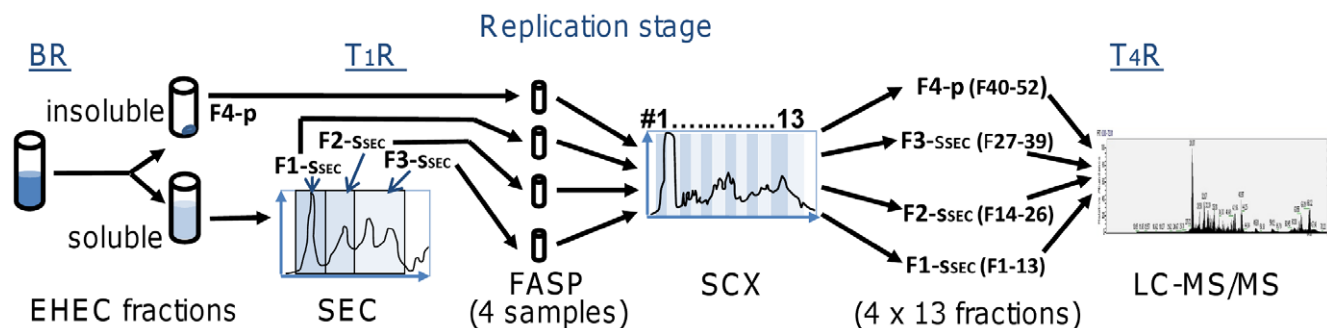 Replication stage
BR
T1R
T4R
insoluble
F4-p
F2-sSEC
F1-sSEC
F3-sSEC
soluble
#1.............13
F4-p (F40-52)
F3-sSEC (F27-39)
F2-sSEC (F14-26)
F1-sSEC (F1-13)
EHEC fractions
SEC
FASP
(4 samples)
SCX
(4 x 13 fractions)
LC-MS/MS